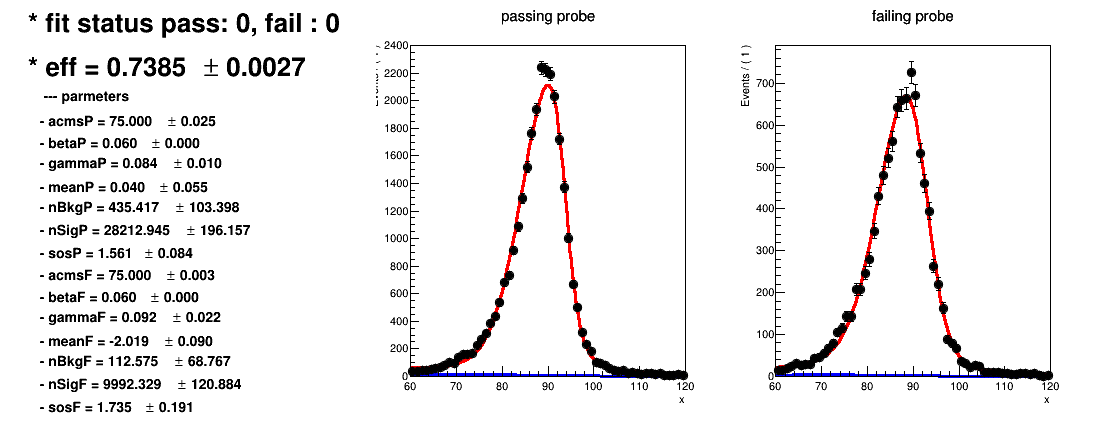 * fit status pass: 0, fail : 0
* eff = 0.7385 ± 0.0027
--- parmeters
- acmsP = 75.000 ± 0.025
- betaP = 0.060 ± 0.000
- gammaP = 0.084 ± 0.010
- meanP = 0.040 ± 0.055
- nBkgP = 435.417 ± 103.398
- nSigP = 28212.945 ± 196.157
- sosP = 1.561 ± 0.084
- acmsF = 75.000 ± 0.003
- betaF = 0.060 ± 0.000
- gammaF = 0.092 ± 0.022
- meanF = -2.019 ± 0.090
- nBkgF = 112.575 ± 68.767
- nSigF = 9992.329 ± 120.884
- sosF = 1.735 ± 0.191
passing probe
2400
2200
2000
1800
1600
1400
1200
1000
800
600
400
200
0
60 70 80 90 100 110 120
x
failing probe
Events / ( 1 )
700
600
500
400
300
200
100
0
60 70 80 90 100 110 120
x